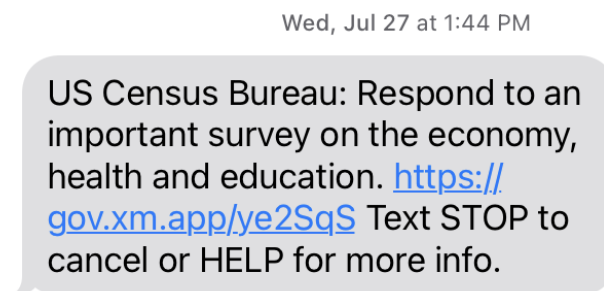 Wed, Jul 27 at 1:44 PM
US Census Bureau: Respond to an
important survey on the economy,
health and education. https://
gov.xm.app/ye2SqS Text STOP to
cancel or HELP for more info.